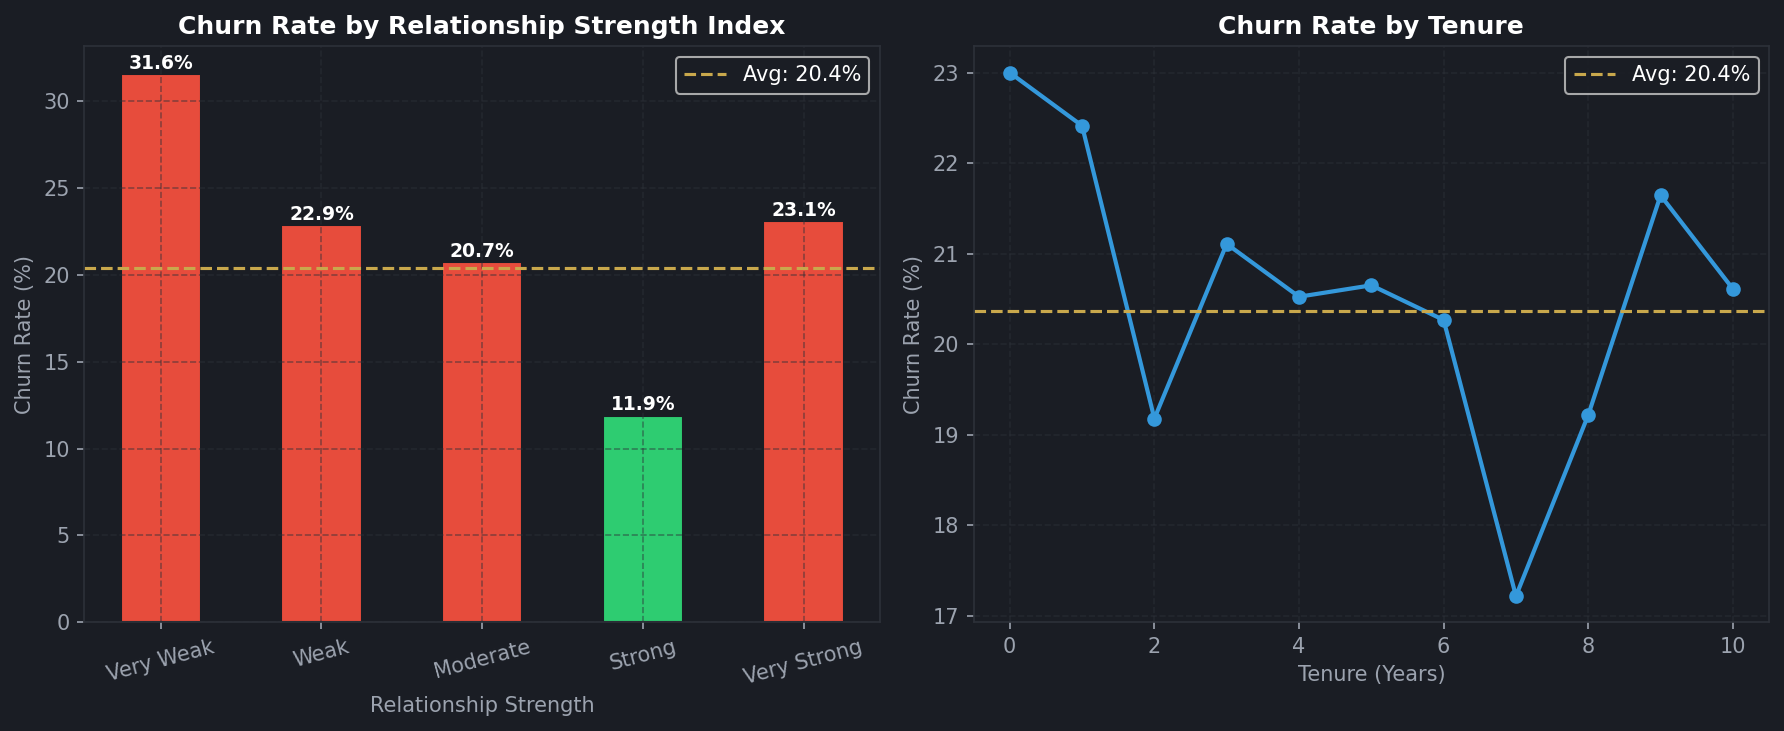 Churn Rate by Relationship Strength Index
Avg: 20.4%
31.6%
22.9%
20.7%
11.9%
23.1%
Churn Rate (%)
30
25
20
15
10
5
0
Very Weak
Weak
Moderate
Strong
Very Strong
Relationship Strength
Churn Rate by Tenure
Avg: 20.4%
Churn Rate (%)
23
22
21
20
19
18
17
0
2
4
6
8
10
Tenure (Years)